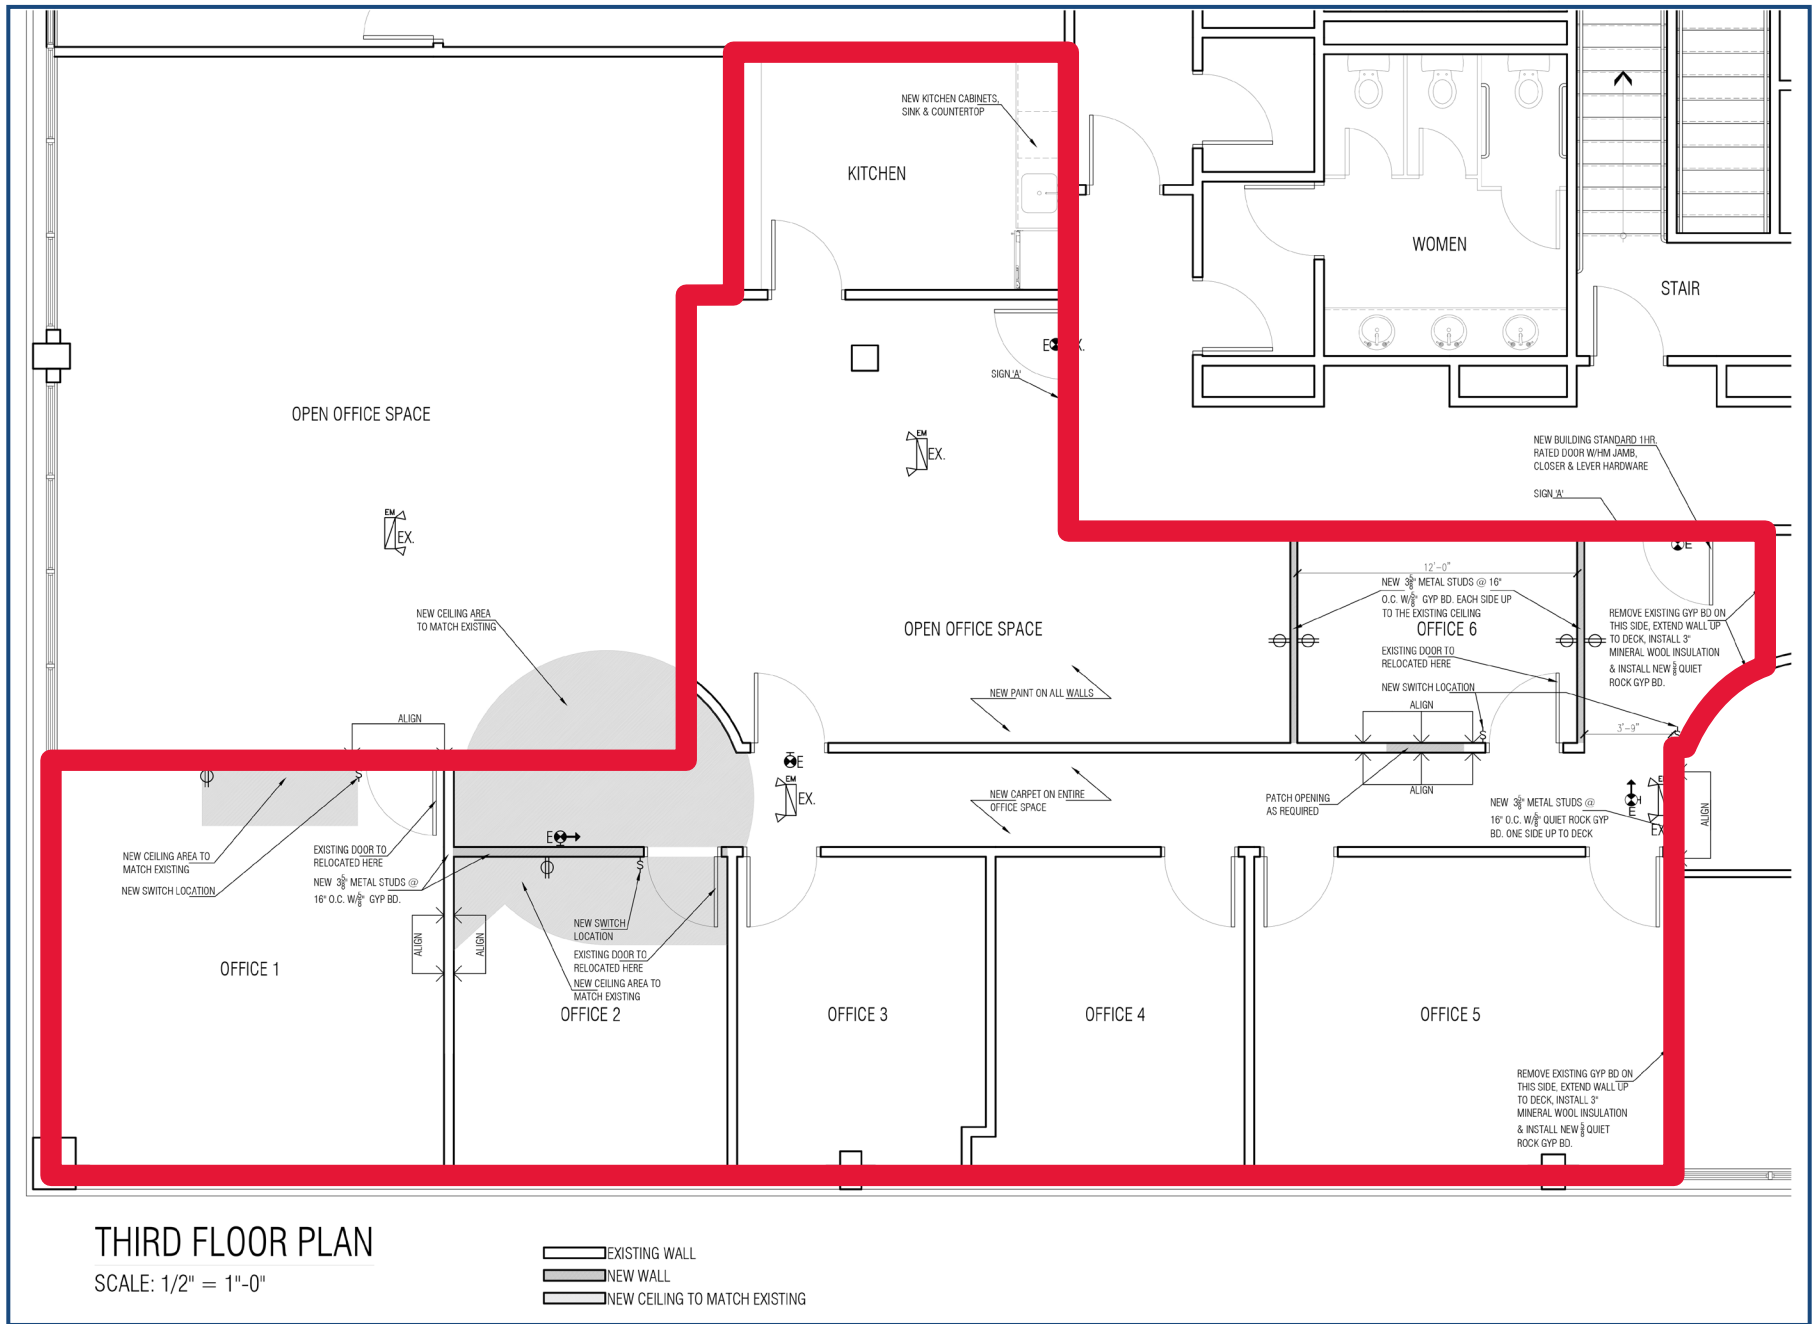 NEW KITCHEN CABINETS,
SINK & COUNTERTOP
KITCHEN
WOMEN
STAIR
E X.
SIGN 'A'
OPEN OFFICE SPACE
EM
EX.
EM
EX.
NEW BUILDING STANDARD 1HR.
RATED DOOR W/HM JAMB,
CLOSER & LEVER HARDWARE
SIGN 'A'
E
12'-0"
NEW 3⅝" METAL STUDS @ 16"
O.C. W/⅝" GYP BD. EACH SIDE UP
TO THE EXISTING CEILING
OFFICE 6
REMOVE EXISTING GYP BD ON
THIS SIDE, EXTEND WALL UP
TO DECK, INSTALL 3"
MINERAL WOOL INSULATION
& INSTALL NEW ⅝" QUIET
ROCK GYP BD.
NEW CEILING AREA
TO MATCH EXISTING
OPEN OFFICE SPACE
EXISTING DOOR TO
RELOCATED HERE
NEW SWITCH LOCATION
NEW PAINT ON ALL WALLS
ALIGN
ALIGN
S
3'-9"
S
E
EM
EX.
S
NEW CARPET ON ENTIRE
OFFICE SPACE
PATCH OPENING
AS REQUIRED
ALIGN
NEW 3⅝" METAL STUDS @
16" O.C. W/⅝" QUIET ROCK GYP
BD. ONE SIDE UP TO DECK
E
H
EX
ALIGN
E
S
NEW CEILING AREA TO
MATCH EXISTING
NEW SWITCH LOCATION
EXISTING DOOR TO
RELOCATED HERE
NEW 3⅝" METAL STUDS @
16" O.C. W/⅝" GYP BD.
ALIGN
ALIGN
NEW SWITCH
LOCATION
EXISTING DOOR TO
RELOCATED HERE
NEW CEILING AREA TO
MATCH EXISTING
OFFICE 1
OFFICE 2
OFFICE 3
OFFICE 4
OFFICE 5
REMOVE EXISTING GYP BD ON
THIS SIDE, EXTEND WALL UP
TO DECK, INSTALL 3"
MINERAL WOOL INSULATION
& INSTALL NEW ⅝" QUIET
ROCK GYP BD.
THIRD FLOOR PLAN
SCALE: 1/2" = 1"-0"
EXISTING WALL
NEW WALL
NEW CEILING TO MATCH EXISTING